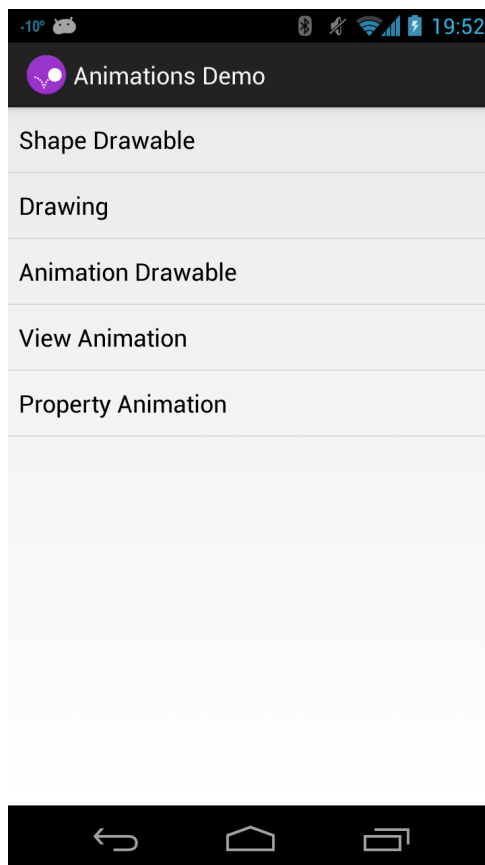 -10° 19:52
Animations Demo
Shape Drawable
Drawing
Animation Drawable
View Animation
Property Animation